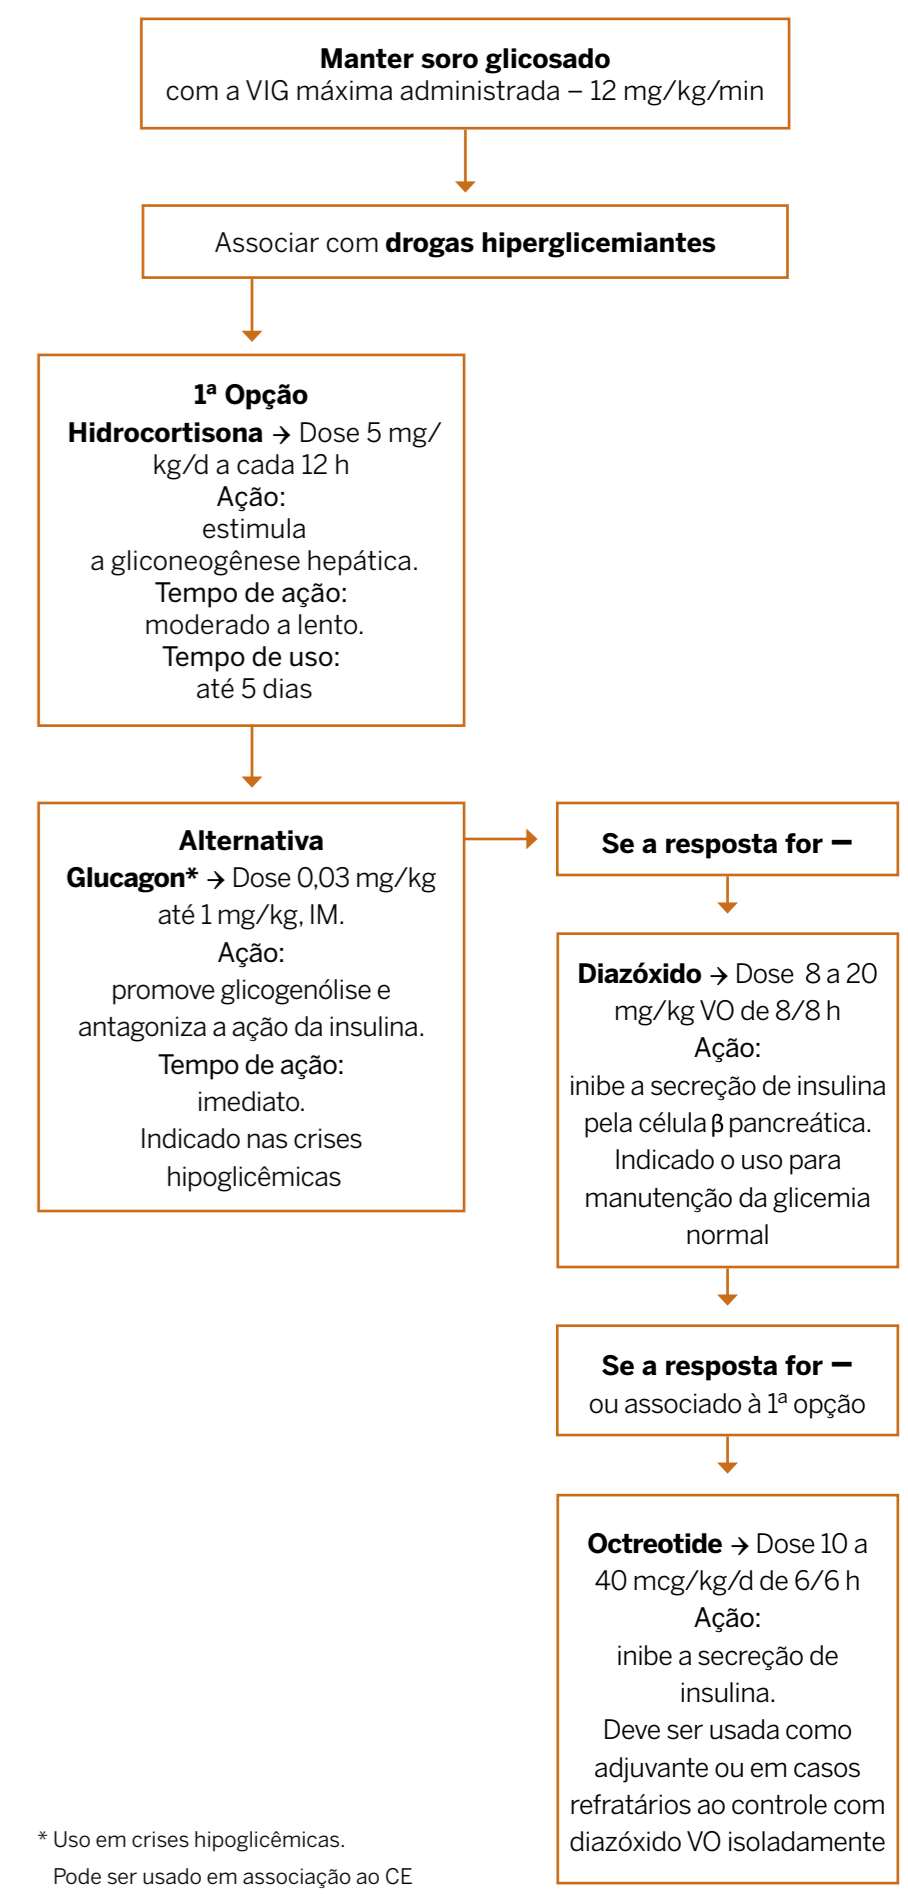 Manter soro glicosado
com a VIG máxima administrada – 12 mg/kg/min
Associar com drogas hiperglicemiantes
1ª Opção
Hidrocortisona → Dose 5 mg/
kg/d a cada 12 h
Ação:
estimula
a gliconeogênese hepática.
Tempo de ação:
moderado a lento.
Tempo de uso:
até 5 dias
Alternativa
Glucagon* → Dose 0,03 mg/kg
até 1 mg/kg, IM.
Ação:
promove glicogenólise e
antagoniza a ação da insulina.
Tempo de ação:
imediato.
Indicado nas crises
hipoglicêmicas
Se a resposta for –
Diazóxido → Dose 8 a 20
mg/kg VO de 8/8 h
Ação:
inibe a secreção de insulina
pela célula β pancreática.
Indicado o uso para
manutenção da glicemia
normal
Se a resposta for –
ou associado à 1ª opção
Octreotide → Dose 10 a
40 mcg/kg/d de 6/6 h
Ação:
inibe a secreção de
insulina.
Deve ser usada como
adjuvante ou em casos
refratários ao controle com
diazóxido VO isoladamente
* Uso em crises hipoglicêmicas.
Pode ser usado em associação ao CE